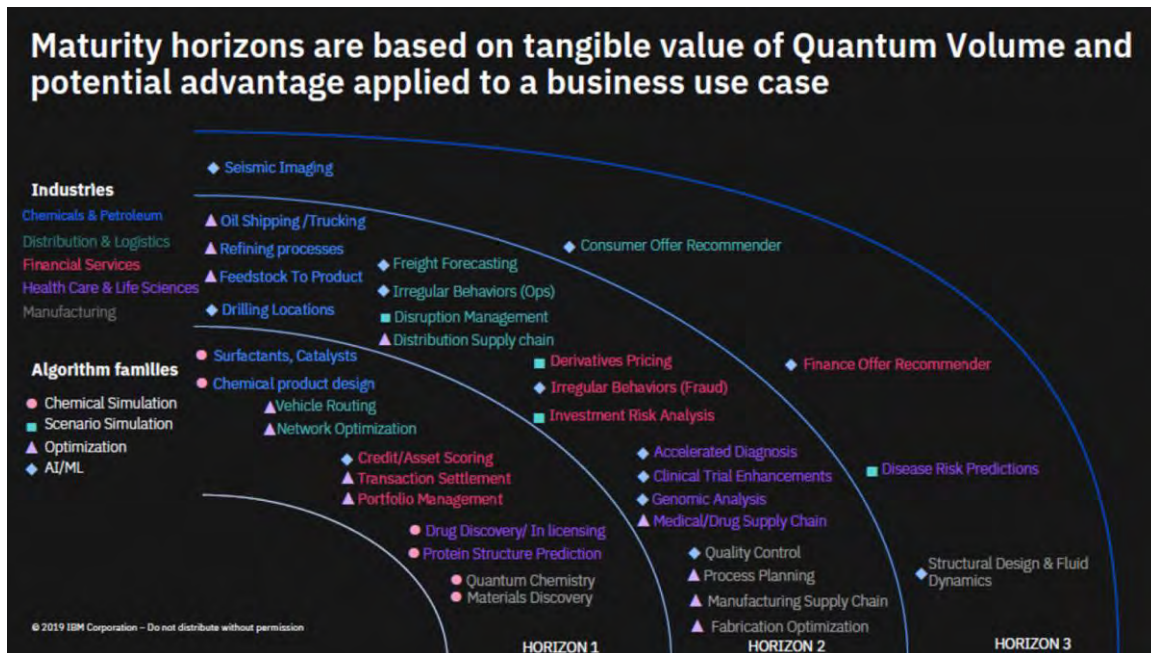 Maturity horizons are based on tangible value of Quantum Volume and
potential advantage applied to a business use case
Industries
Chemicals & Petroleum
Distribution & Logistics
Financial Services
Health Care & Life Sciences
Manufacturing
Algorithm families
Chemical Simulation
Scenario Simulation
Optimization
AI/ML
Seismic Imaging
Oil Shipping /Trucking
Refining processes
Feedstock To Product
Drilling Locations
Surfactants, Catalysts
Chemical product design
Vehicle Routing
Network Optimization
Credit/Asset Scoring
Transaction Settlement
Portfolio Management
Drug Discovery/ In licensing
Protein Structure Prediction
Quantum Chemistry
Materials Discovery
Freight Forecasting
Irregular Behaviors (Ops)
Disruption Management
Distribution Supply chain
Derivatives Pricing
Irregular Behaviors (Fraud)
Investment Risk Analysis
Accelerated Diagnosis
Clinical Trial Enhancements
Genomic Analysis
Medical/Drug Supply Chain
Quality Control
Process Planning
Manufacturing Supply Chain
Fabrication Optimization
Consumer Offer Recommender
Finance Offer Recommender
Disease Risk Predictions
Structural Design & Fluid
Dynamics
HORIZON 1
HORIZON 2
HORIZON 3
© 2019 IBM Corporation – Do not distribute without permission